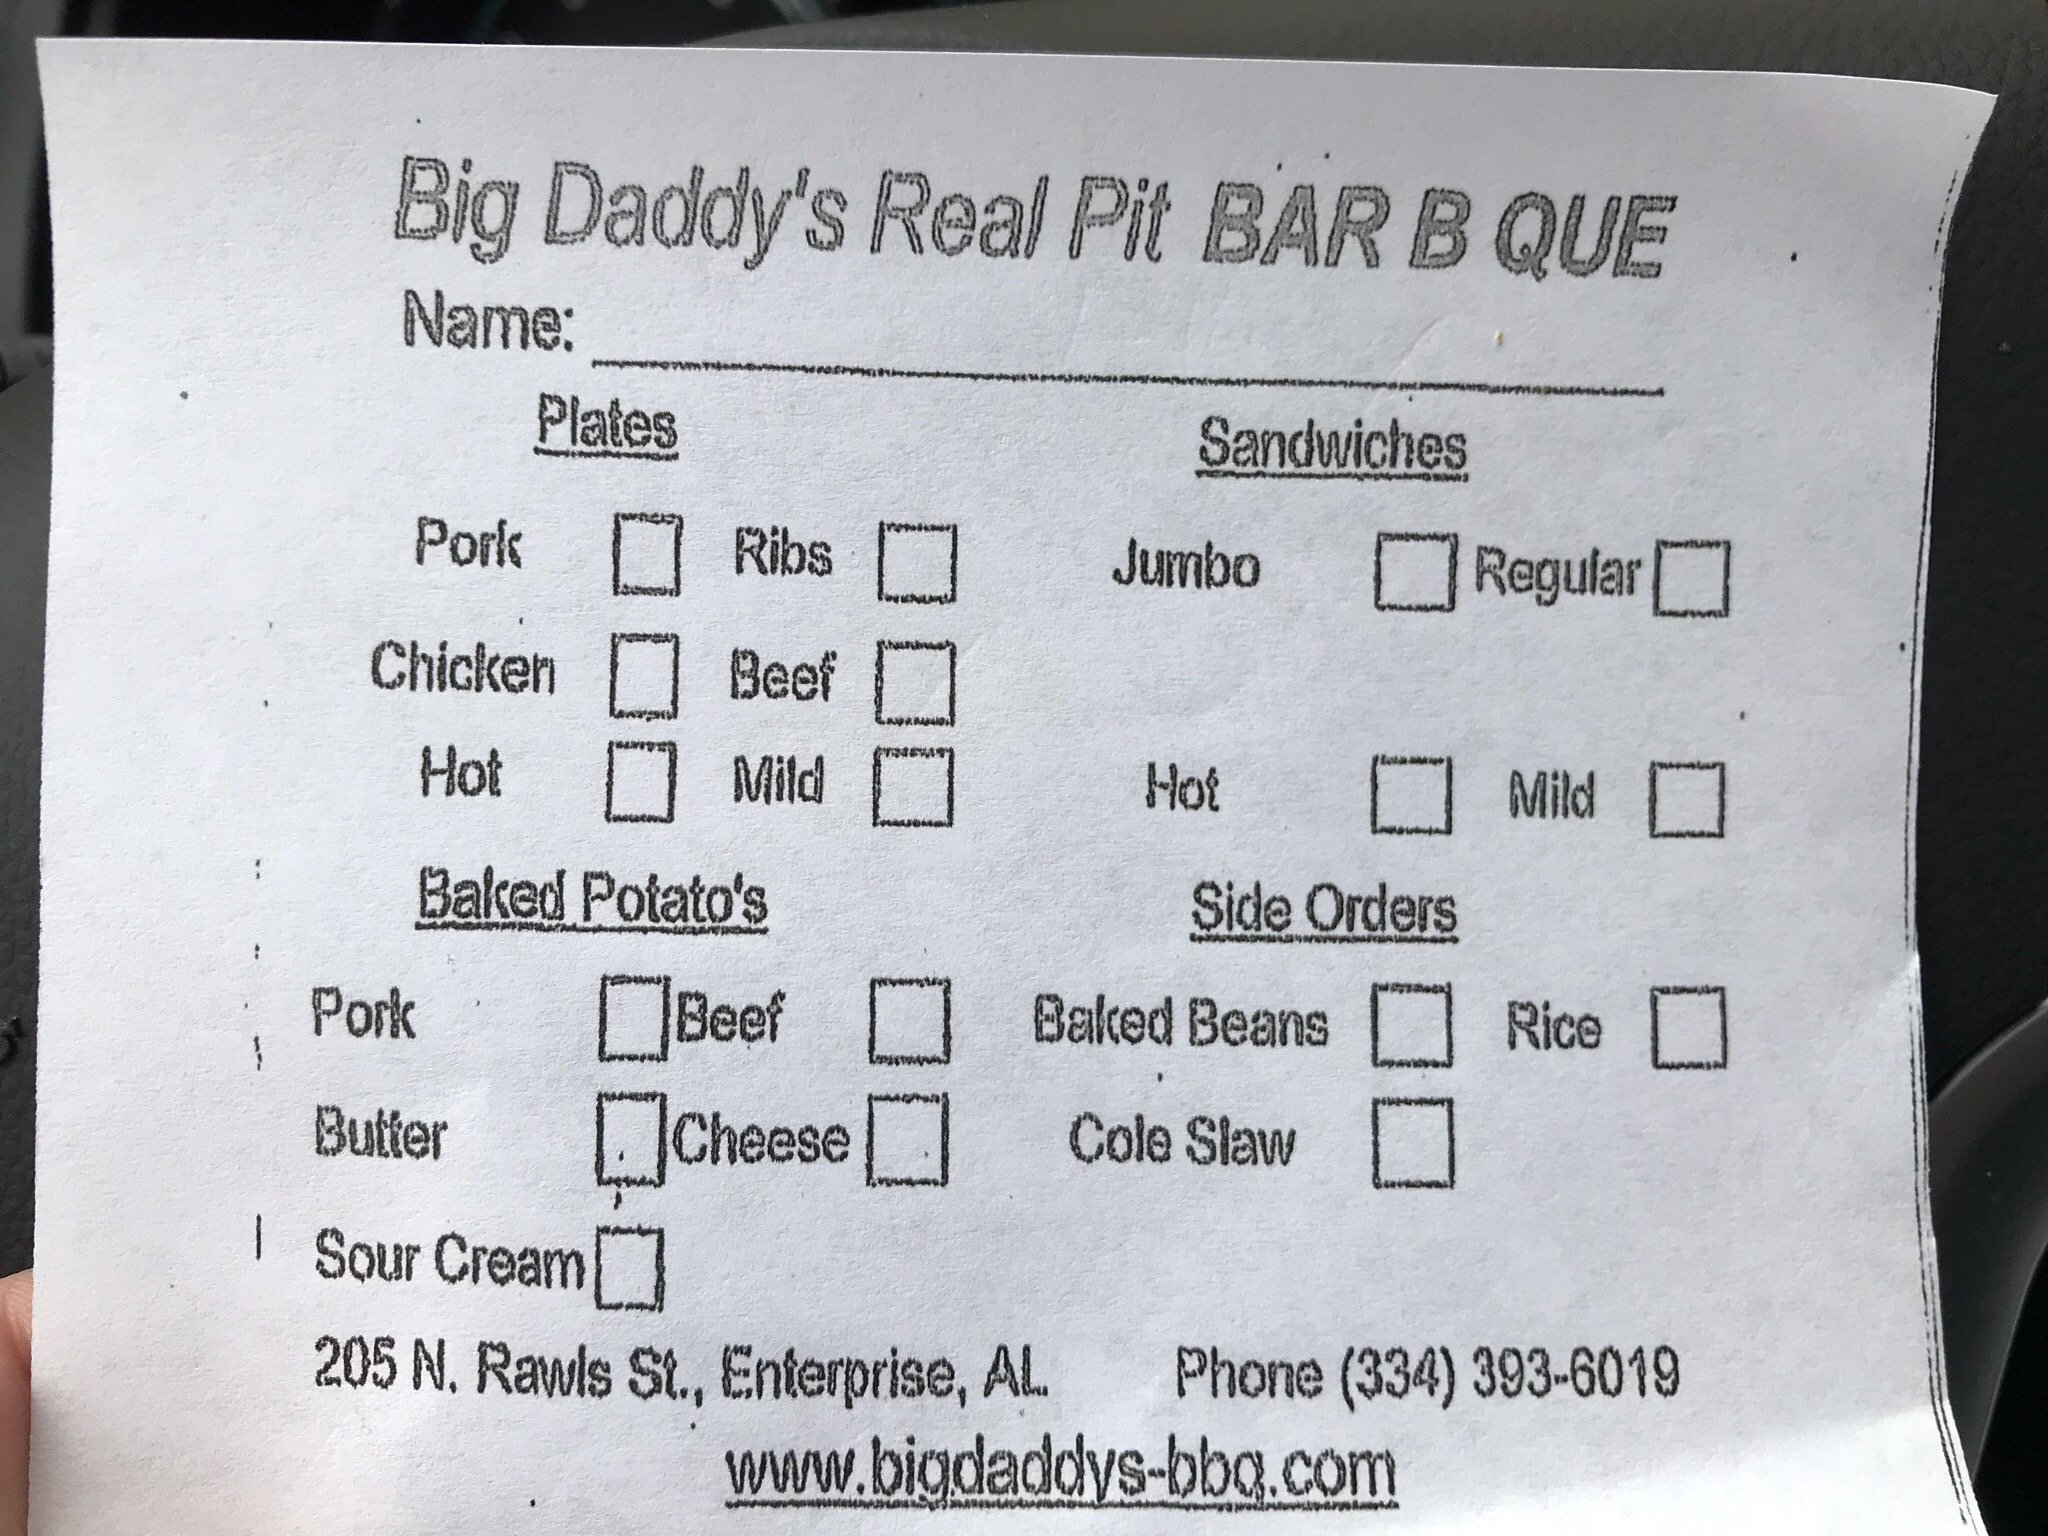 Big Daddy's Real Pit BAR B QUE
Name:
Plates Sandwiches
Pork Ribs Jumbo Regular
Chicken Beef
Hot Mild Hot Mild
Baked Potato's Side Orders
Pork Beef Baked Beans Rice
Butter Cheese Cole Slaw
Sour Cream
205 N. Rawls St., Enterprise, AL Phone (334) 393-6019
www.bigdaddys-bbq.com